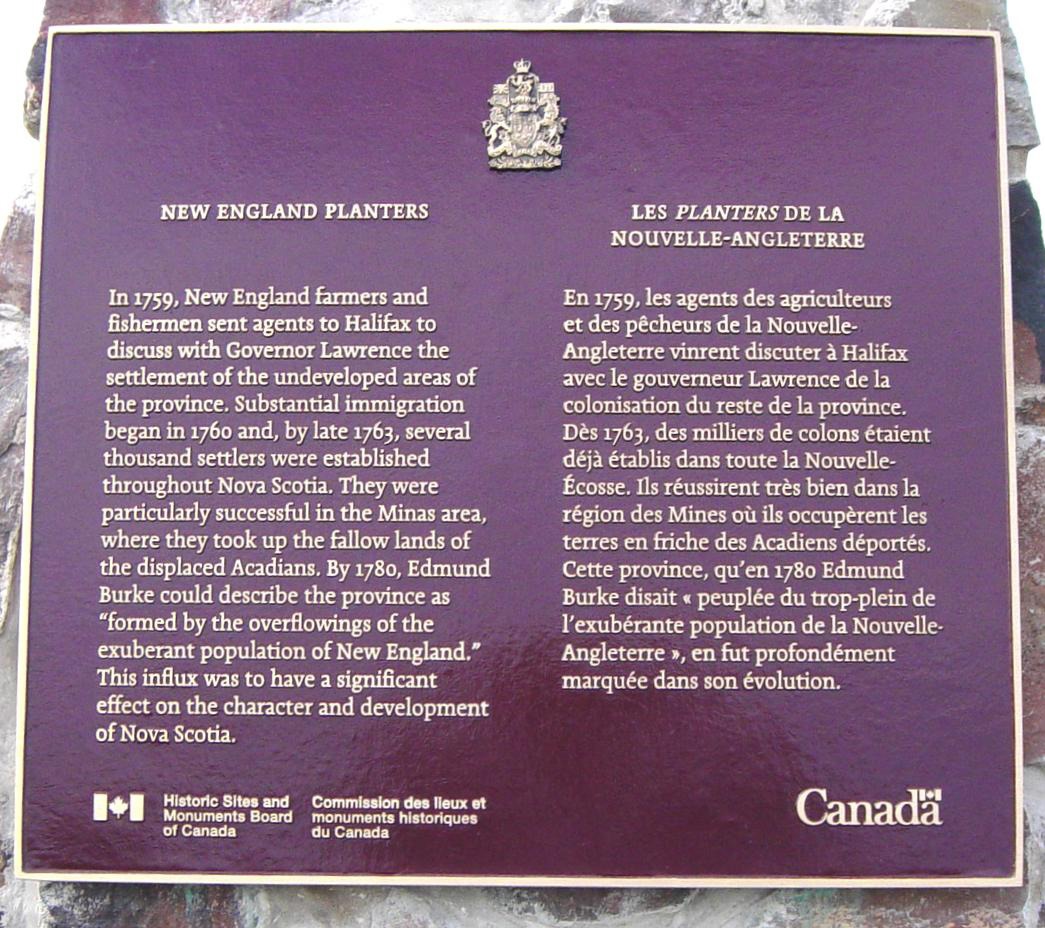 NEW ENGLAND PLANTERS
In 1759, New England farmers and
fishermen sent agents to Halifax to
discuss with Governor Lawrence the
settlement of the undeveloped areas of
the province. Substantial immigration
began in 1760 and, by late 1763, several
thousand settlers were established
throughout Nova Scotia. They were
particularly successful in the Minas area,
where they took up the fallow lands of
the displaced Acadians. By 1780, Edmund
Burke could describe the province as
“formed by the overflowings of the
exuberant population of New England.”
This influx was to have a significant
effect on the character and development
of Nova Scotia.
LES PLANTERS DE LA
NOUVELLE-ANGLETERRE
En 1759, les agents des agriculteurs
et des pêcheurs de la Nouvelle-
Angleterre vinrent discuter à Halifax
avec le gouverneur Lawrence de la
colonisation du reste de la province.
Dès 1763, des milliers de colons étaient
déjà établis dans toute la Nouvelle-
Écosse. Ils réussirent très bien dans la
région des Mines où ils occupèrent les
terres en friche des Acadiens déportés.
Cette province, qu’en 1780 Edmund
Burke disait « peuplée du trop-plein de
l’exubérante population de la Nouvelle-
Angleterre », en fut profondément
marquée dans son évolution.
Historic Sites and
Monuments Board
of Canada
Commission des lieux et
monuments historiques
du Canada
Canada